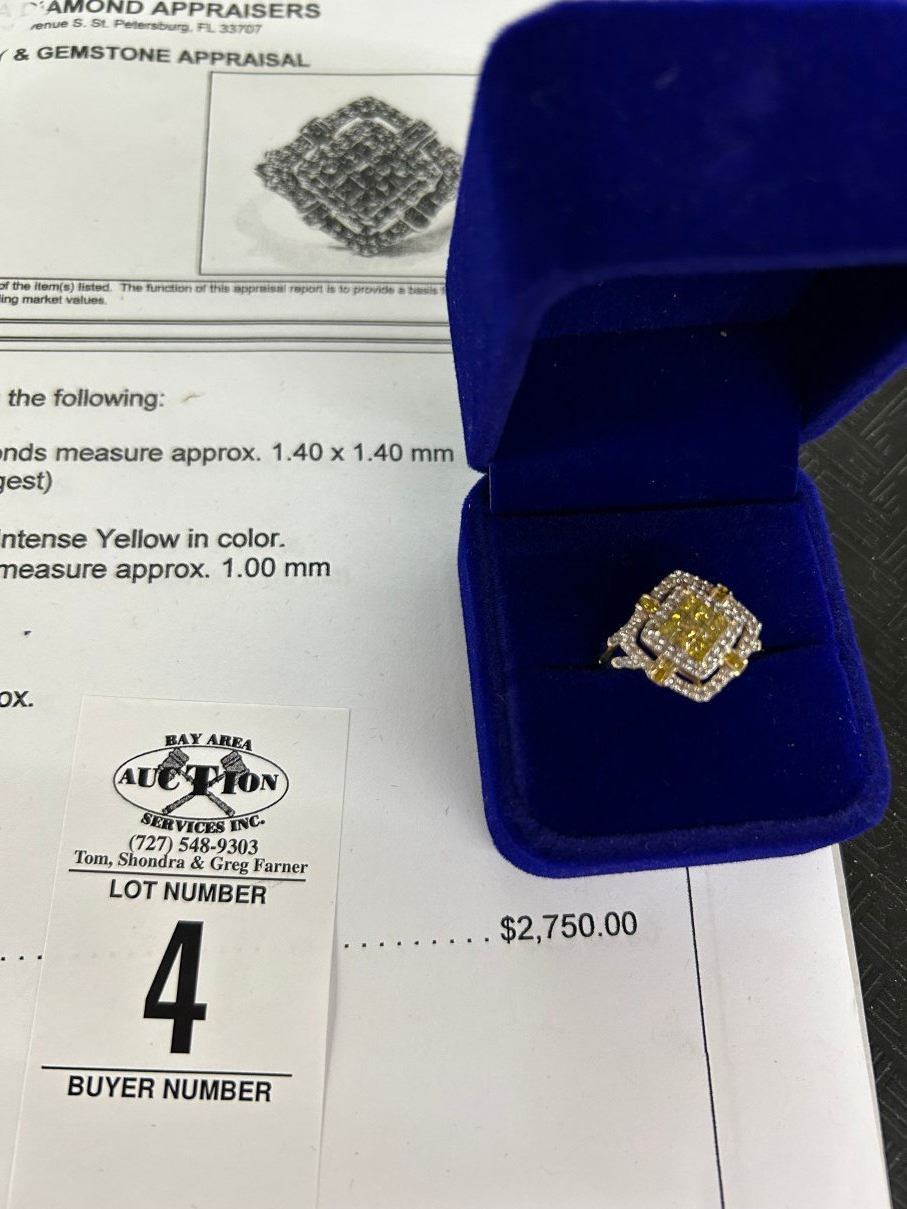 DIAMOND APPRAISERS
enue S. St. Petersburg, FL 33707
& GEMSTONE APPRAISAL
of the item(s) listed. The function of this appraisal report is to provide a basis
ing market values.
the following:
onds measure approx. 1.40 x 1.40 mm
gest)
Intense Yellow in color.
measure approx. 1.00 mm
ox.
BAY AREA
AUCTION
SERVICES INC.
(727) 548-9303
Tom, Shondra & Greg Farner
LOT NUMBER
4
BUYER NUMBER
. . . . . . . . . . . . $2,750.00